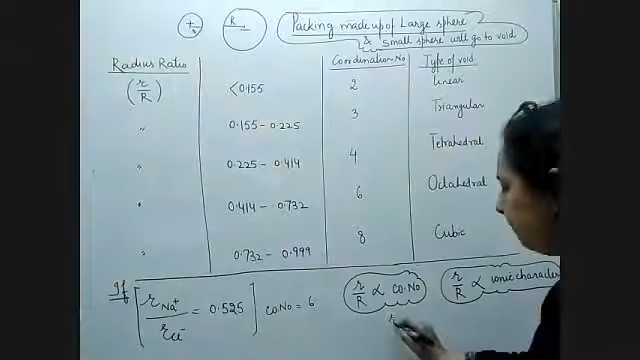 +
r
R
Packing made up of Large sphere
& Small sphere will go to void
Radius Ratio
Coordination No
Type of void
(r/R)
<0.155
2
Linear
"
0.155 - 0.225
3
Triangular
"
0.225 - 0.414
4
Tetrahedral
"
0.414 - 0.732
6
Octahedral
"
0.732 - 0.999
8
Cubic
If
[rNa+/rCl- = 0.525] CO.NO = 6
r/R ∝ CO.NO
r/R ∝ ionic character